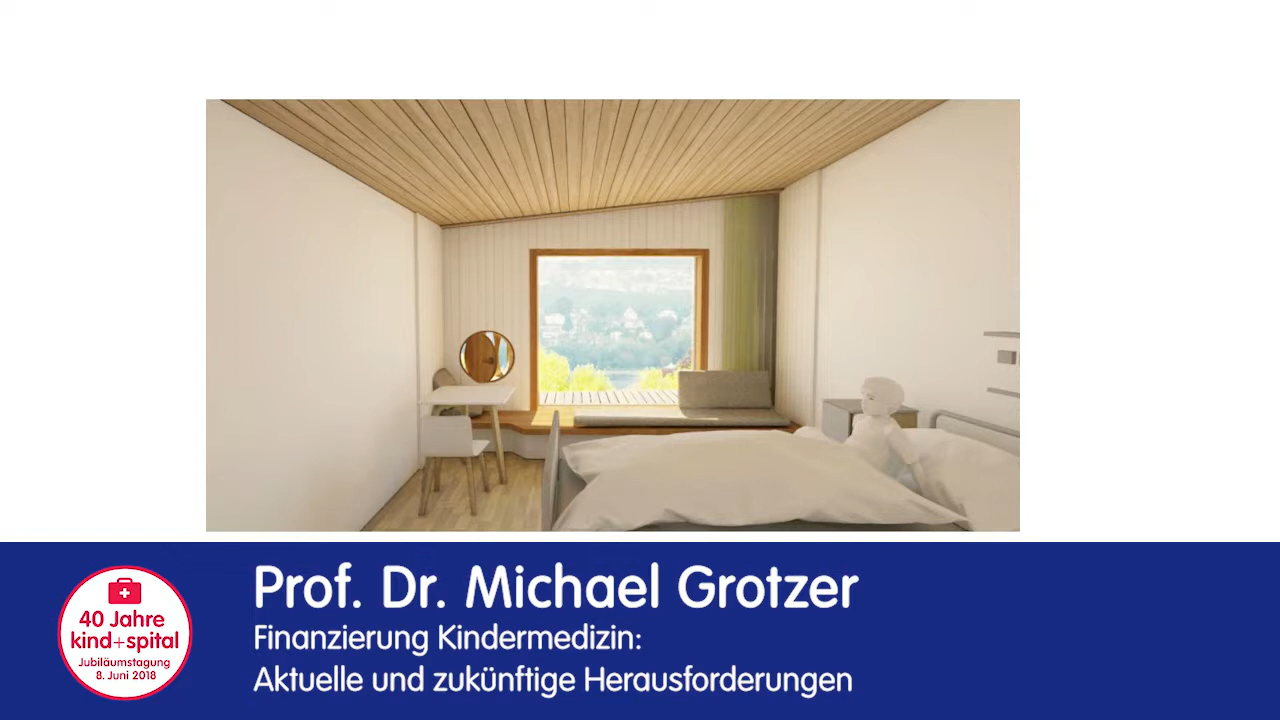 Prof. Dr. Michael Grotzer
Finanzierung Kindermedizin:
Aktuelle und zukünftige Herausforderungen
40 Jahre
kind+spital
Jubiläumstagung
8. Juni 2018